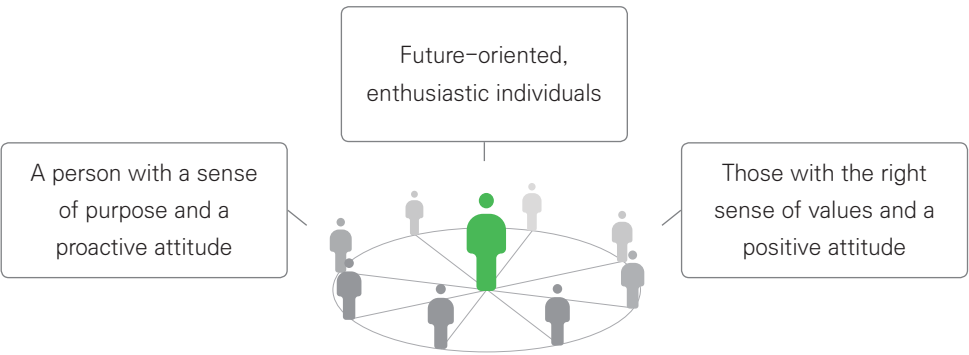 Future-oriented,
enthusiastic individuals
A person with a sense
of purpose and a
proactive attitude
Those with the right
sense of values and a
positive attitude